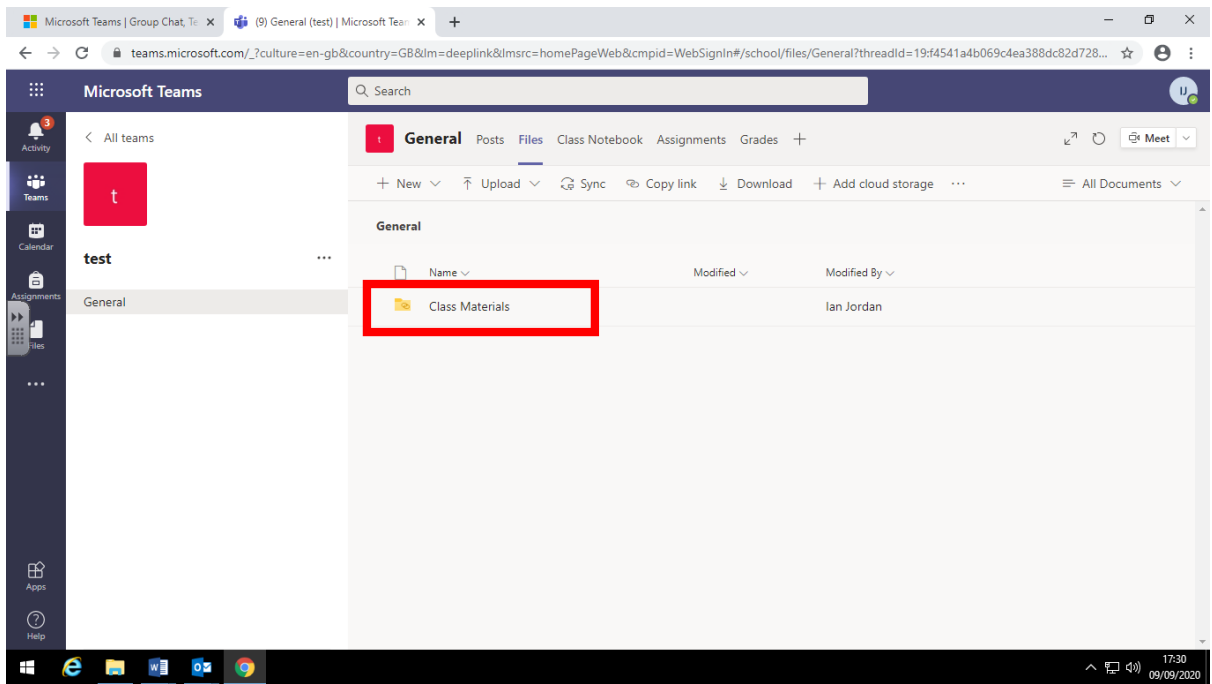 Microsoft Teams | Group Chat, Te
(9) General (test) | Microsoft Tean
teams.microsoft.com/_?culture=en-gb&country=GB&lm=deeplink&lmsrc=homePageWeb&cmpid=WebSignIn#/school/files/General?threadId=19:f4541a4b069c4ea388dc82d728...
Microsoft Teams
Search
IJ
3
Activity
Teams
Calendar
Assignments
Files
...
Apps
Help
All teams
t
test ...
General
t General Posts Files Class Notebook Assignments Grades + Meet
+ New Upload Sync Copy link Download + Add cloud storage ... All Documents
General
Name Modified Modified By
Class Materials Ian Jordan
17:30
09/09/2020